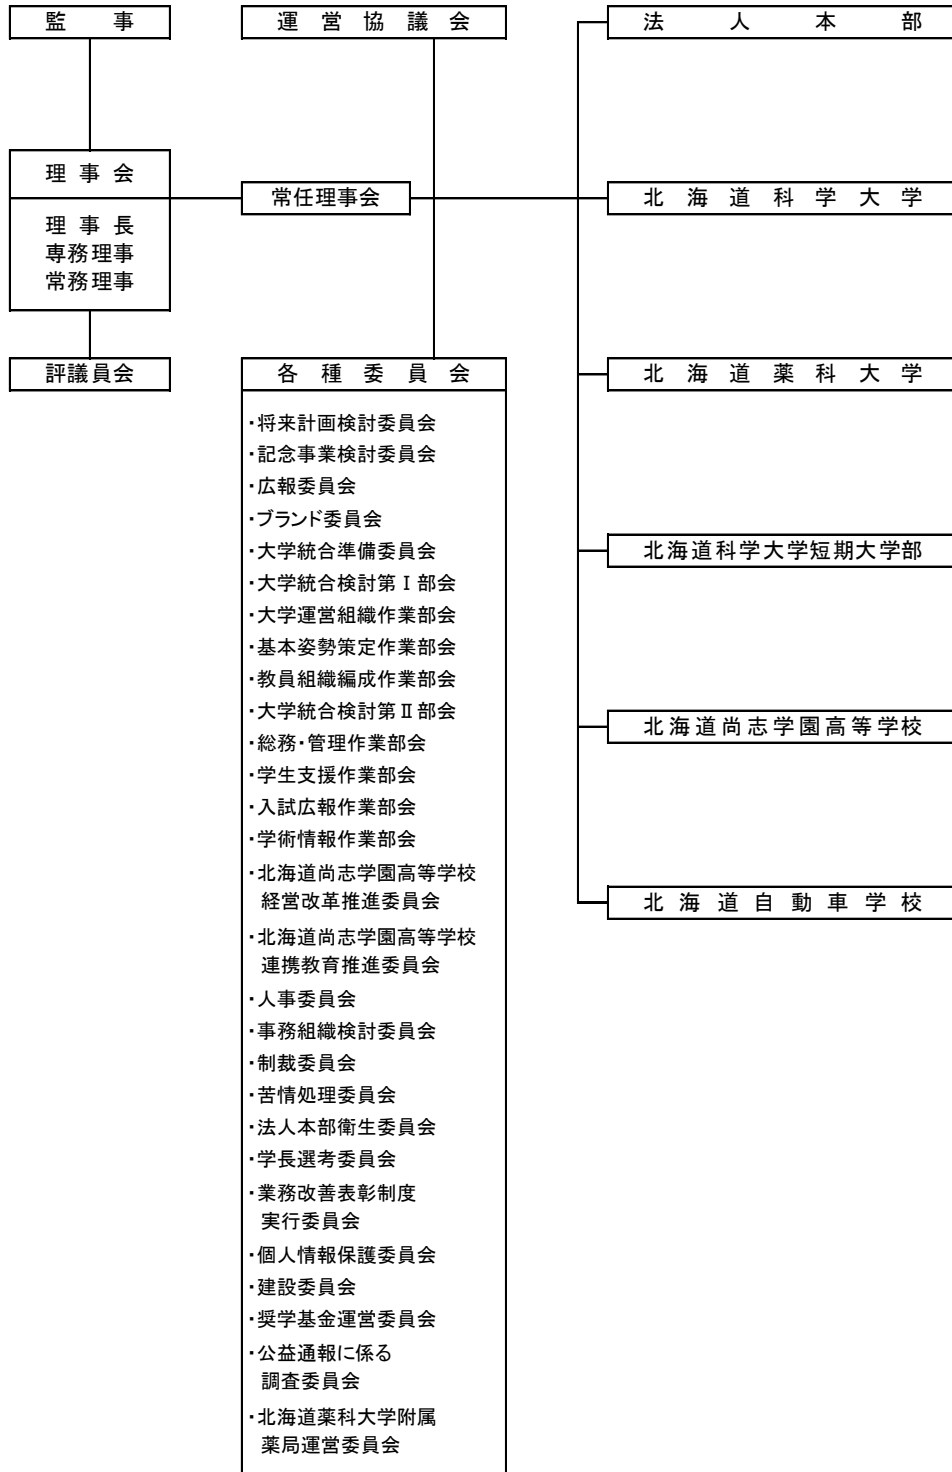 監事
運営協議会
法人本部
理事会
理事長
専務理事
常務理事
常任理事会
北海道科学大学
評議員会
各種委員会
北海道薬科大学
・将来計画検討委員会
・記念事業検討委員会
・広報委員会
・ブランド委員会
・大学統合準備委員会
・大学統合検討第Ⅰ部会
・大学運営組織作業部会
・基本姿勢策定作業部会
・教員組織編成作業部会
・大学統合検討第Ⅱ部会
・総務・管理作業部会
・学生支援作業部会
・入試広報作業部会
・学術情報作業部会
・北海道尚志学園高等学校
経営改革推進委員会
・北海道尚志学園高等学校
連携教育推進委員会
・人事委員会
・事務組織検討委員会
・制裁委員会
・苦情処理委員会
・法人本部衛生委員会
・学長選考委員会
・業務改善表彰制度
実行委員会
・個人情報保護委員会
・建設委員会
・奨学基金運営委員会
・公益通報に係る
調査委員会
・北海道薬科大学附属
薬局運営委員会
北海道科学大学短期大学部
北海道尚志学園高等学校
北海道自動車学校